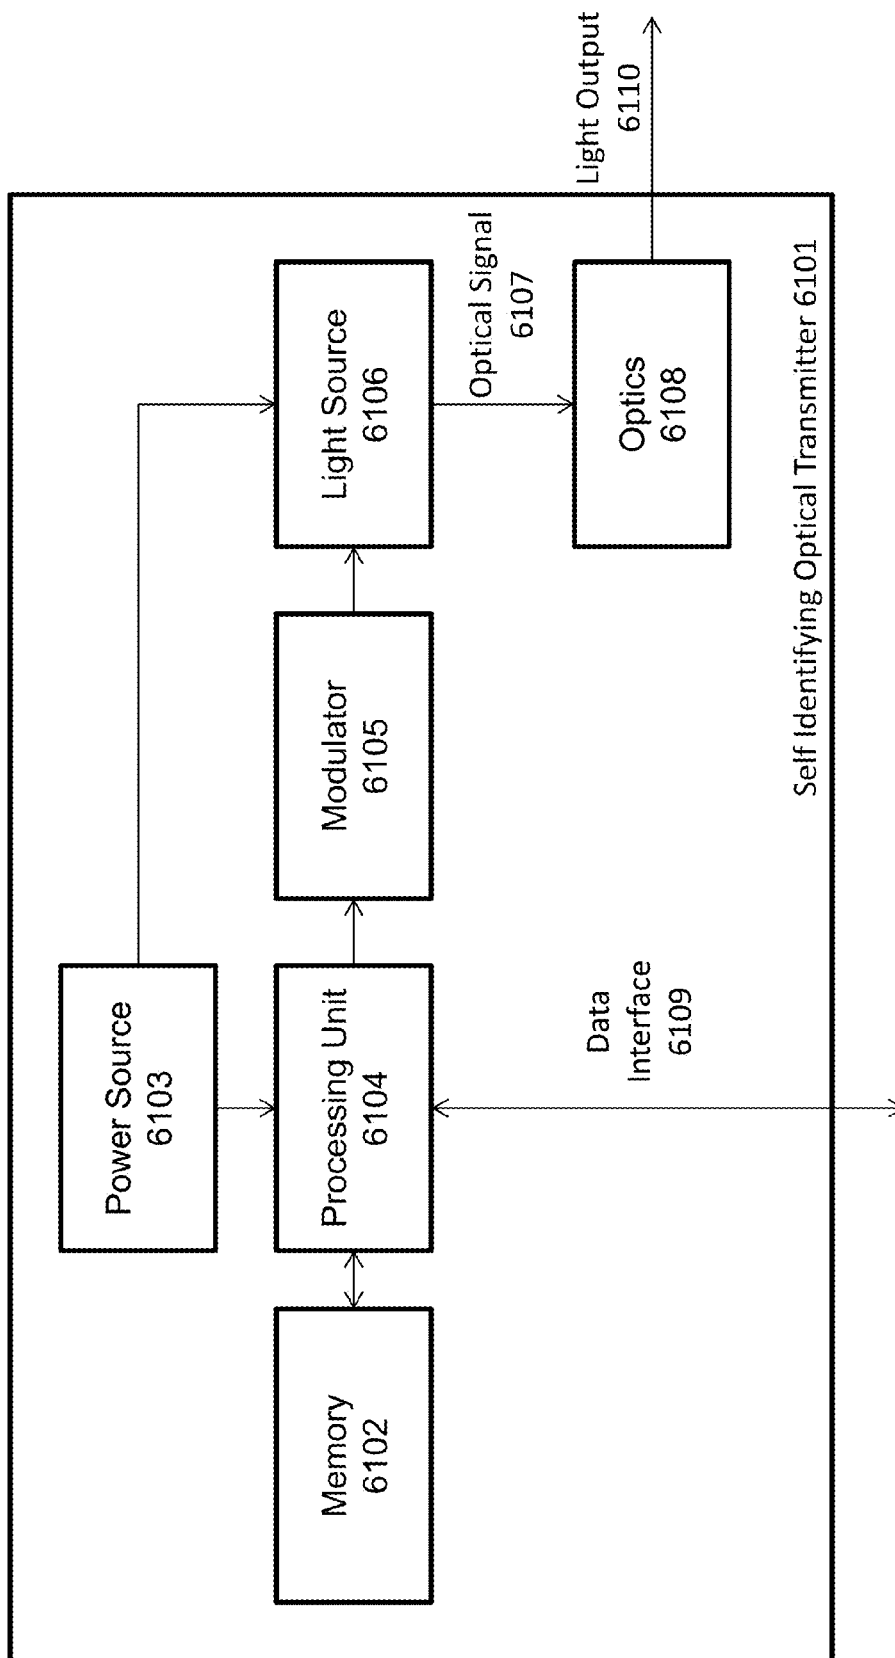 Power Source
6103
Memory
6102
Processing Unit
6104
Modulator
6105
Light Source
6106
Optical Signal
6107
Data
Interface
6109
Optics
6108
Light Output
6110
Self Identifying Optical Transmitter 6101